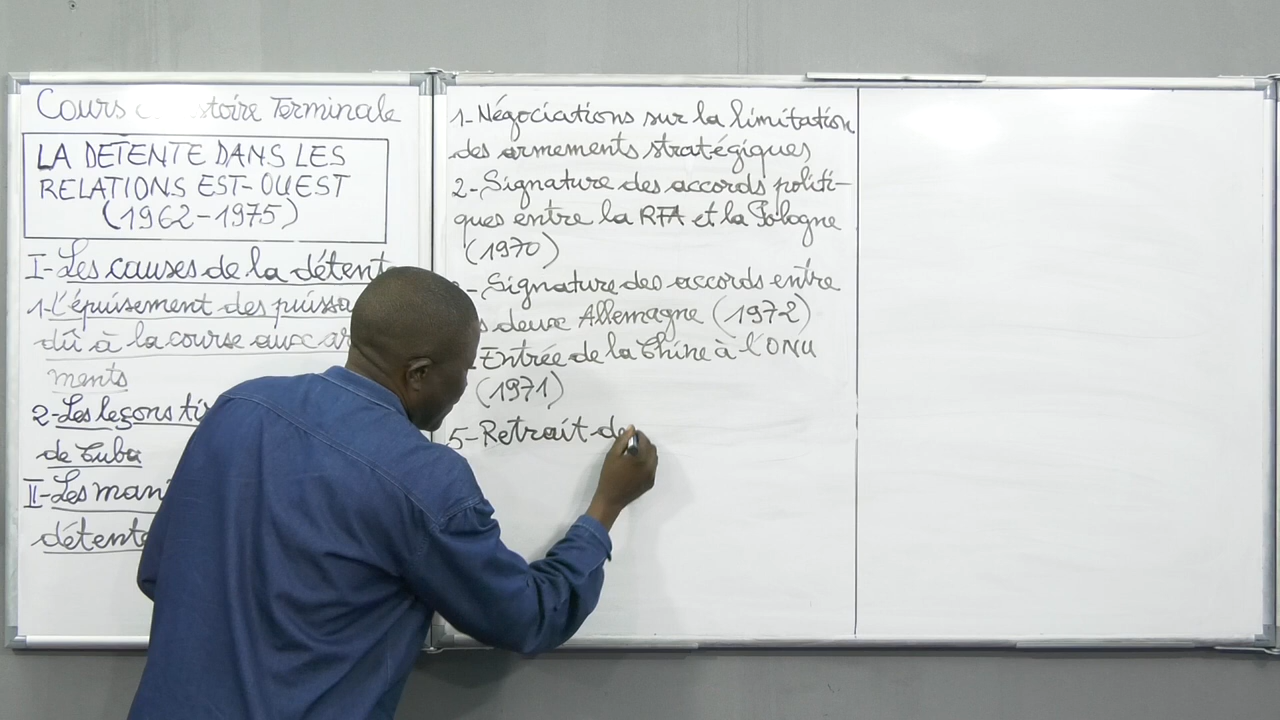 Cours toire Terminale
LA DETENTE DANS LES
RELATIONS EST-OUEST
(1962-1975)
I-Les causes de la détent
1-L'épuisement des puissa
dû à la course aux ar
ments
2-Les leçons ti
de Cuba
II-Les man
détente
1-Négociations sur la limitation
des armements stratégiques
2-Signature des accords politi-
ques entre la RFA et la Pologne
(1970)
-Signature des accords entre
s deux Allemagne (1972)
Entrée de la Chine à l'ONU
(1971)
5-Retrait de